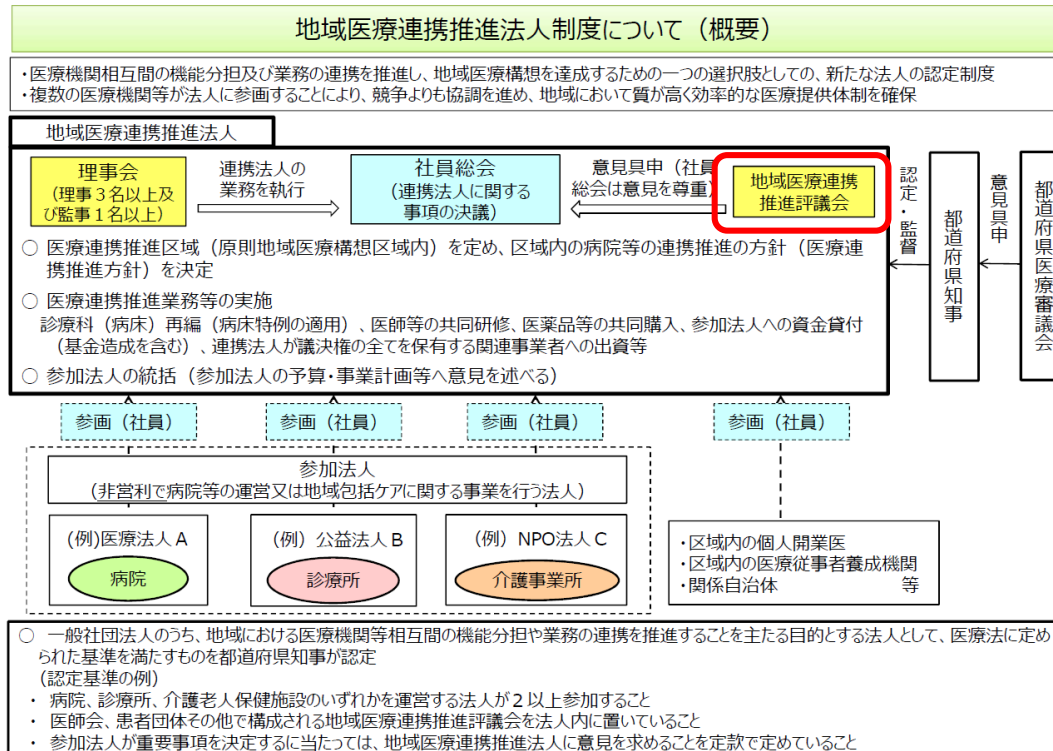 地域医療連携推進法人制度について（概要）
・医療機関相互間の機能分担及び業務の連携を推進し、地域医療構想を達成するための一つの選択肢としての、新たな法人の認定制度
・複数の医療機関等が法人に参画することにより、競争よりも協調を進め、地域において質が高く効率的な医療提供体制を確保
地域医療連携推進法人
理事会
（理事３名以上及
び監事１名以上）
連携法人の
業務を執行
社員総会
（連携法人に関する
事項の決議）
意見具申（社員
総会は意見を尊重）
地域医療連携
推進評議会
認定・監督
都道府県知事
意見具申
都道府県医療審議会
○ 医療連携推進区域（原則地域医療構想区域内）を定め、区域内の病院等の連携推進の方針（医療連
携推進方針）を決定
○ 医療連携推進業務等の実施
診療科（病床）再編（病床特例の適用）、医師等の共同研修、医薬品等の共同購入、参加法人への資金貸付
（基金造成を含む）、連携法人が議決権の全てを保有する関連事業者への出資等
○ 参加法人の統括（参加法人の予算・事業計画等へ意見を述べる）
参画（社員）
参画（社員）
参画（社員）
参画（社員）
参加法人
（非営利で病院等の運営又は地域包括ケアに関する事業を行う法人）
（例）医療法人Ａ
病院
（例）公益法人Ｂ
診療所
（例）NPO法人Ｃ
介護事業所
・区域内の個人開業医
・区域内の医療従事者養成機関
・関係自治体 等
○ 一般社団法人のうち、地域における医療機関等相互間の機能分担や業務の連携を推進することを主たる目的とする法人として、医療法に定め
られた基準を満たすものを都道府県知事が認定
（認定基準の例）
・ 病院、診療所、介護老人保健施設のいずれかを運営する法人が２以上参加すること
・ 医師会、患者団体その他で構成される地域医療連携推進評議会を法人内に置いていること
・ 参加法人が重要事項を決定するに当たっては、地域医療連携推進法人に意見を求めることを定款で定めていること